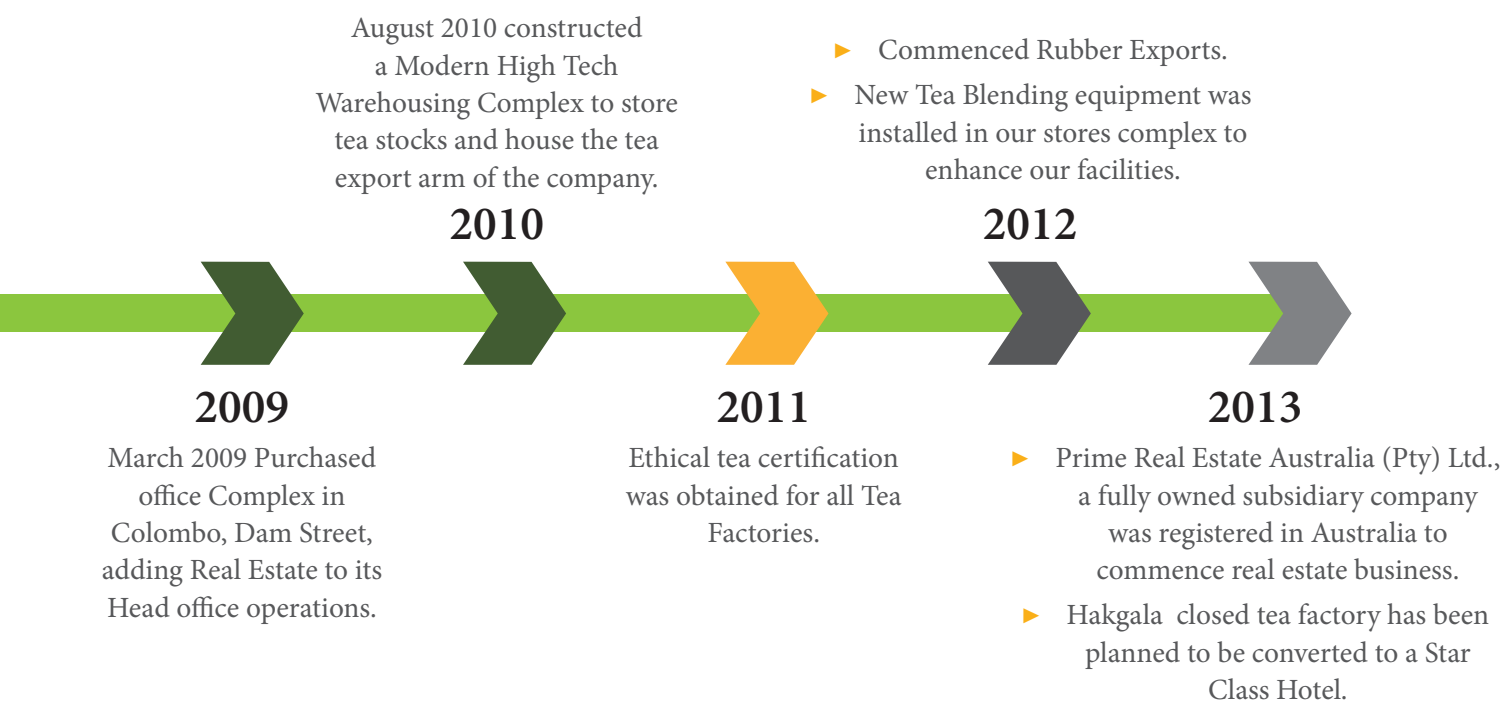 August 2010 constructed
a Modern High Tech
Warehousing Complex to store
tea stocks and house the tea
export arm of the company.
2010
► Commenced Rubber Exports.
► New Tea Blending equipment was
installed in our stores complex to
enhance our facilities.
2012
2009
March 2009 Purchased
office Complex in
Colombo, Dam Street,
adding Real Estate to its
Head office operations.
2011
Ethical tea certification
was obtained for all Tea
Factories.
2013
► Prime Real Estate Australia (Pty) Ltd.,
a fully owned subsidiary company
was registered in Australia to
commence real estate business.
► Hakgala closed tea factory has been
planned to be converted to a Star
Class Hotel.